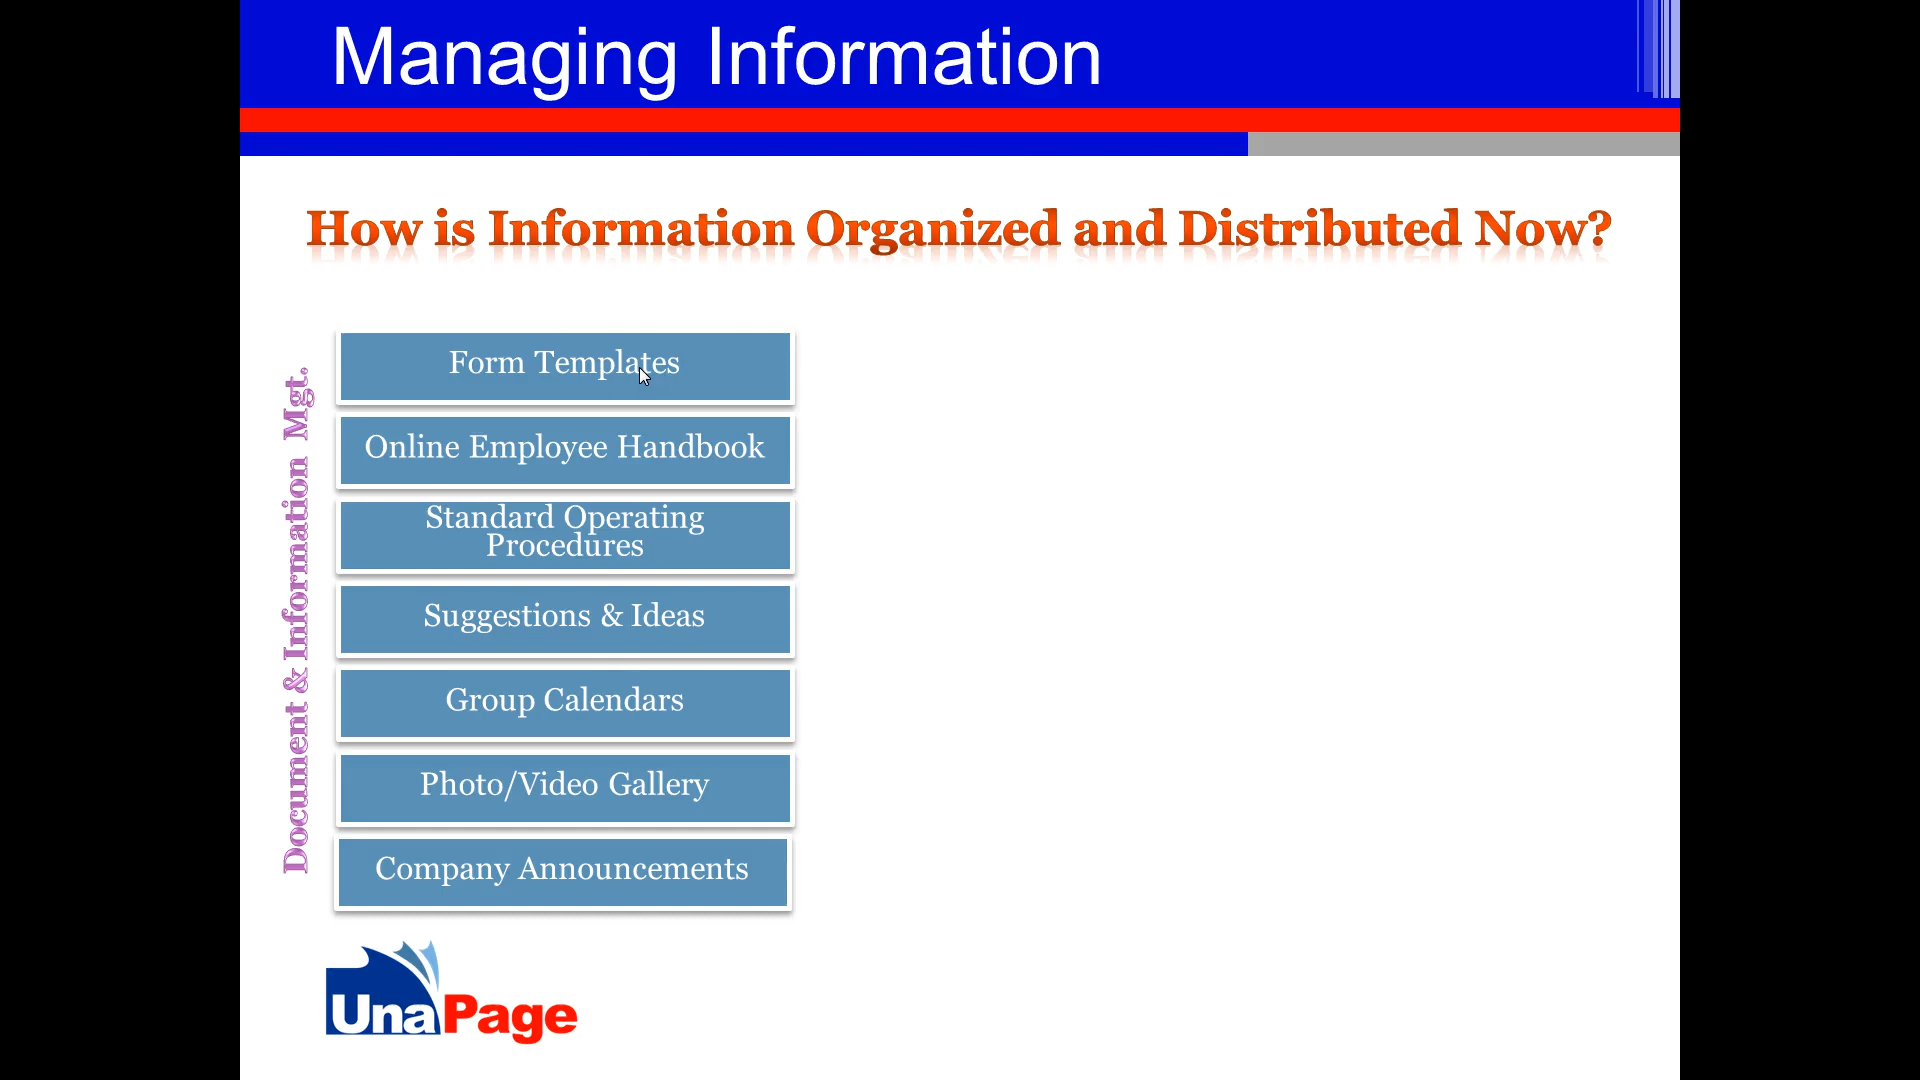 Managing Information
How is Information Organized and Distributed Now?
Document & Information Mgt.
Form Templates
Online Employee Handbook
Standard Operating
Procedures
Suggestions & Ideas
Group Calendars
Photo/Video Gallery
Company Announcements
UnaPage